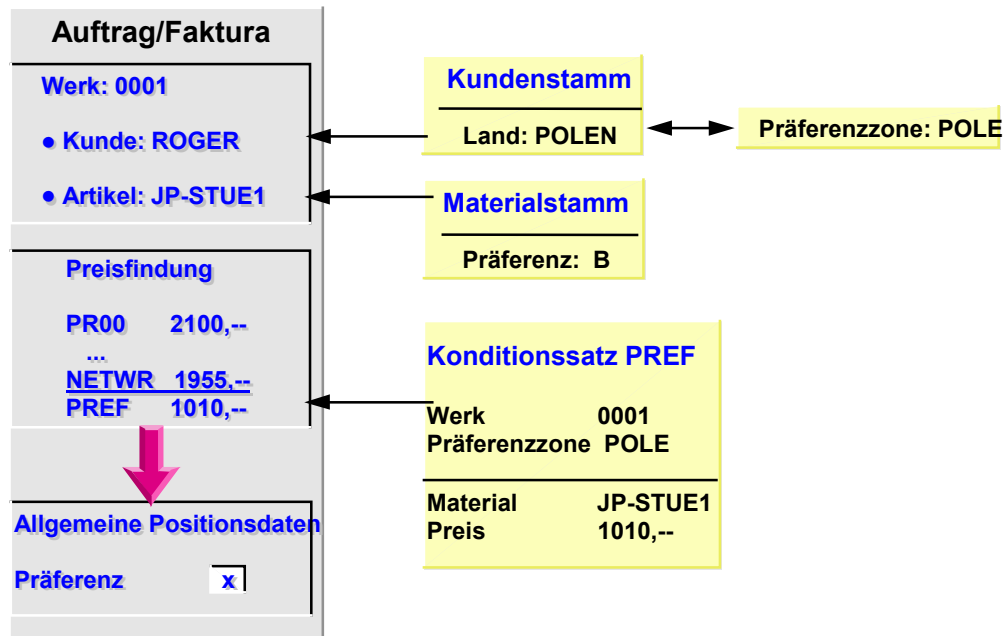 Auftrag/Faktura
Werk: 0001
● Kunde: ROGER
● Artikel: JP-STUE1
Kundenstamm
Land: POLEN
Präferenzzone: POLE
Materialstamm
Präferenz: B
Preisfindung
PR00 2100,--
...
NETWR 1955,--
PREF 1010,--
Konditionssatz PREF
Werk 0001
Präferenzzone POLE
Material JP-STUE1
Preis 1010,--
Allgemeine Positionsdaten
Präferenz x